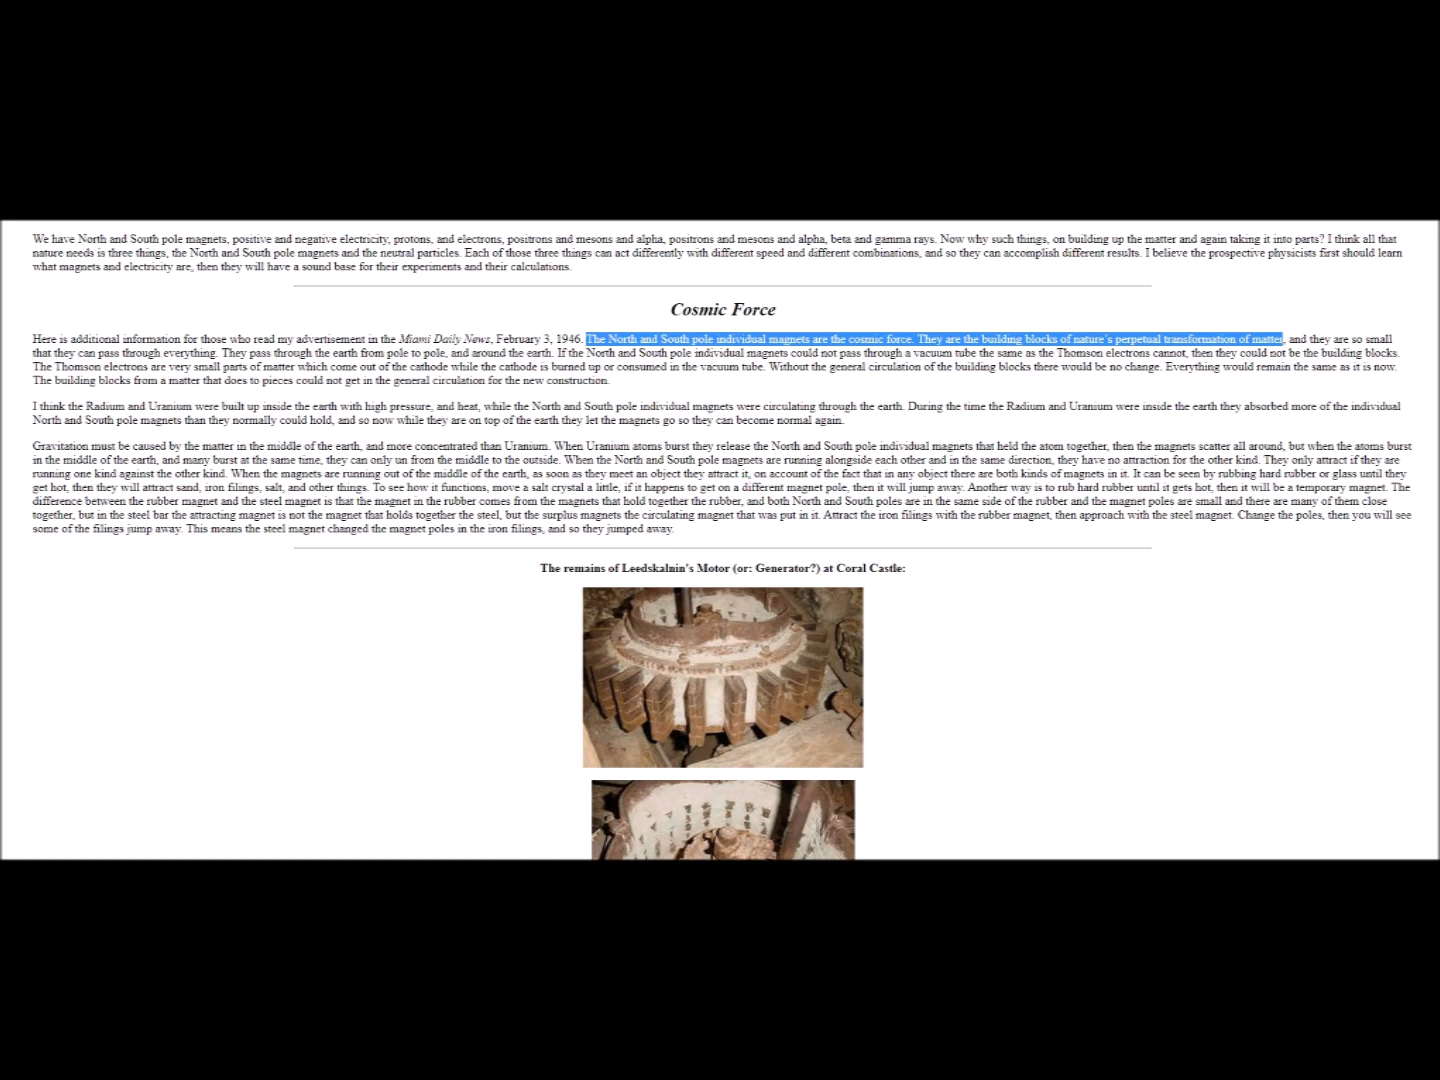 We have North and South pole magnets, positive and negative electricity, protons, and electrons, positrons and mesons and alpha, positrons and mesons and alpha, beta and gamma rays. Now why such things, on building up the matter and again taking it into parts? I think all that
nature needs is three things, the North and South pole magnets and the neutral particles. Each of those three things can act differently with different speed and different combinations, and so they can accomplish different results. I believe the prospective physicists first should learn
what magnets and electricity are, then they will have a sound base for their experiments and their calculations.
Cosmic Force
Here is additional information for those who read my advertisement in the Miami Daily News, February 3, 1946. The North and South pole individual magnets are the cosmic force. They are the building blocks of nature's perpetual transformation of matter, and they are so small
that they can pass through everything. They pass through the earth from pole to pole, and around the earth. If the North and South pole individual magnets could not pass through a vacuum tube the same as the Thomson electrons cannot, then they could not be the building blocks.
The Thomson electrons are very small parts of matter which come out of the cathode while the cathode is burned up or consumed in the vacuum tube. Without the general circulation of the building blocks there would be no change. Everything would remain the same as it is now.
The building blocks from a matter that does to pieces could not get in the general circulation for the new construction.
I think the Radium and Uranium were built up inside the earth with high pressure, and heat, while the North and South pole individual magnets were circulating through the earth. During the time the Radium and Uranium were inside the earth they absorbed more of the individual
North and South pole magnets than they normally could hold, and so now while they are on top of the earth they let the magnets go so they can become normal again.
Gravitation must be caused by the matter in the middle of the earth, and more concentrated than Uranium. When Uranium atoms burst they release the North and South pole individual magnets that held the atom together, then the magnets scatter all around, but when the atoms burst
in the middle of the earth, and many burst at the same time, they can only un from the middle to the outside. When the North and South pole magnets are running alongside each other and in the same direction, they have no attraction for the other kind. They only attract if they are
running one kind against the other kind. When the magnets are running out of the middle of the earth, as soon as they meet an object they attract it, on account of the fact that in any object there are both kinds of magnets in it. It can be seen by rubbing hard rubber or glass until they
get hot, then they will attract sand, iron filings, salt, and other things. To see how it functions, move a salt crystal a little, if it happens to get on a different magnet pole, then it will jump away. Another way is to rub hard rubber until it gets hot, then it will be a temporary magnet. The
difference between the rubber magnet and the steel magnet is that the magnet in the rubber comes from the magnets that hold together the rubber, and both North and South poles are in the same side of the rubber and the magnet poles are small and there are many of them close
together, but in the steel bar the attracting magnet is not the magnet that holds together the steel, but the surplus magnets the circulating magnet that was put in it. Attract the iron filings with the rubber magnet, then approach with the steel magnet. Change the poles, then you will see
some of the filings jump away. This means the steel magnet changed the magnet poles in the iron filings, and so they jumped away.
The remains of Leedskalnin's Motor (or: Generator?) at Coral Castle: